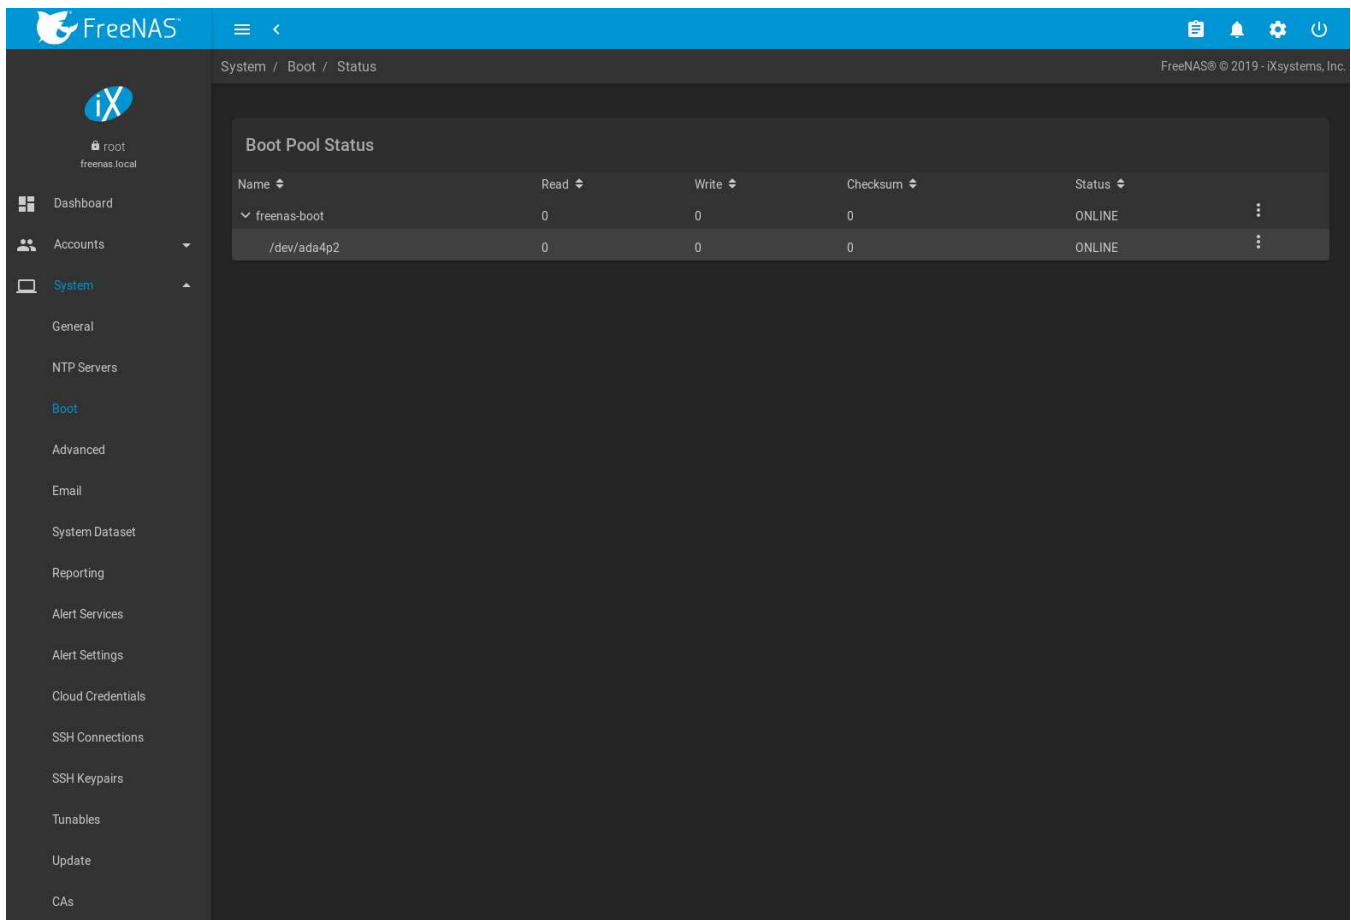 FreeNAS™
System / Boot / Status
FreeNAS® © 2019 - iXsystems, Inc.
iX
root
freenas.local
Dashboard
Accounts
System
General
NTP Servers
Boot
Advanced
Email
System Dataset
Reporting
Alert Services
Alert Settings
Cloud Credentials
SSH Connections
SSH Keypairs
Tunables
Update
CAs
Boot Pool Status
Name Read Write Checksum Status
freenas-boot 0 0 0 ONLINE
/dev/ada4p2 0 0 0 ONLINE